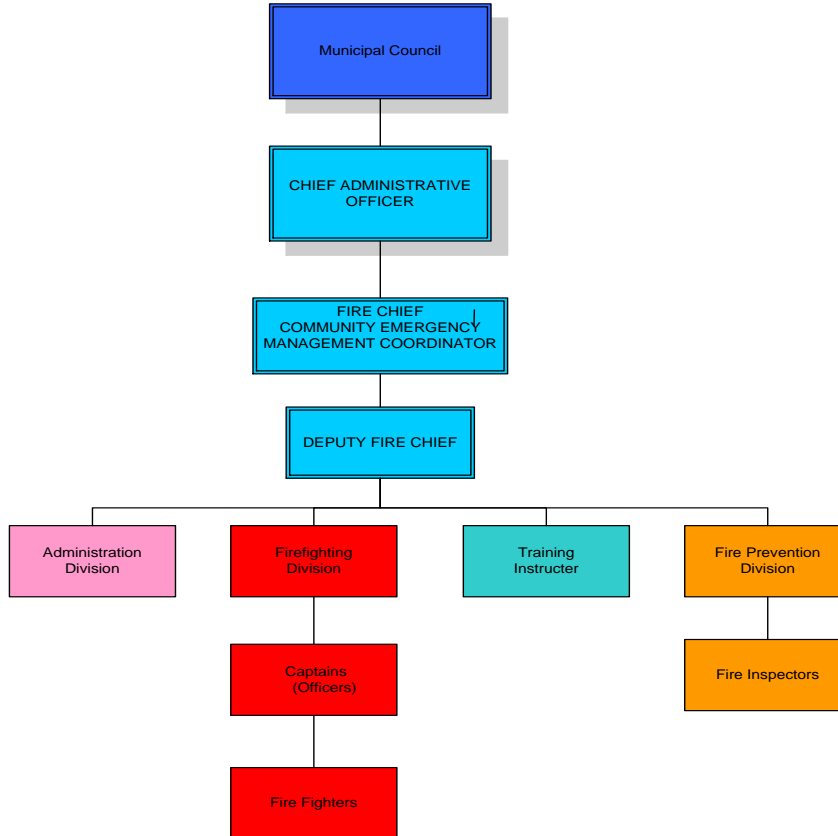 Municipal Council
CHIEF ADMINISTRATIVE
OFFICER
FIRE CHIEF
COMMUNITY EMERGENCY
MANAGEMENT COORDINATOR
DEPUTY FIRE CHIEF
Administration
Division
Firefighting
Division
Training
Instructer
Fire Prevention
Division
Captains
(Officers)
Fire Inspectors
Fire Fighters